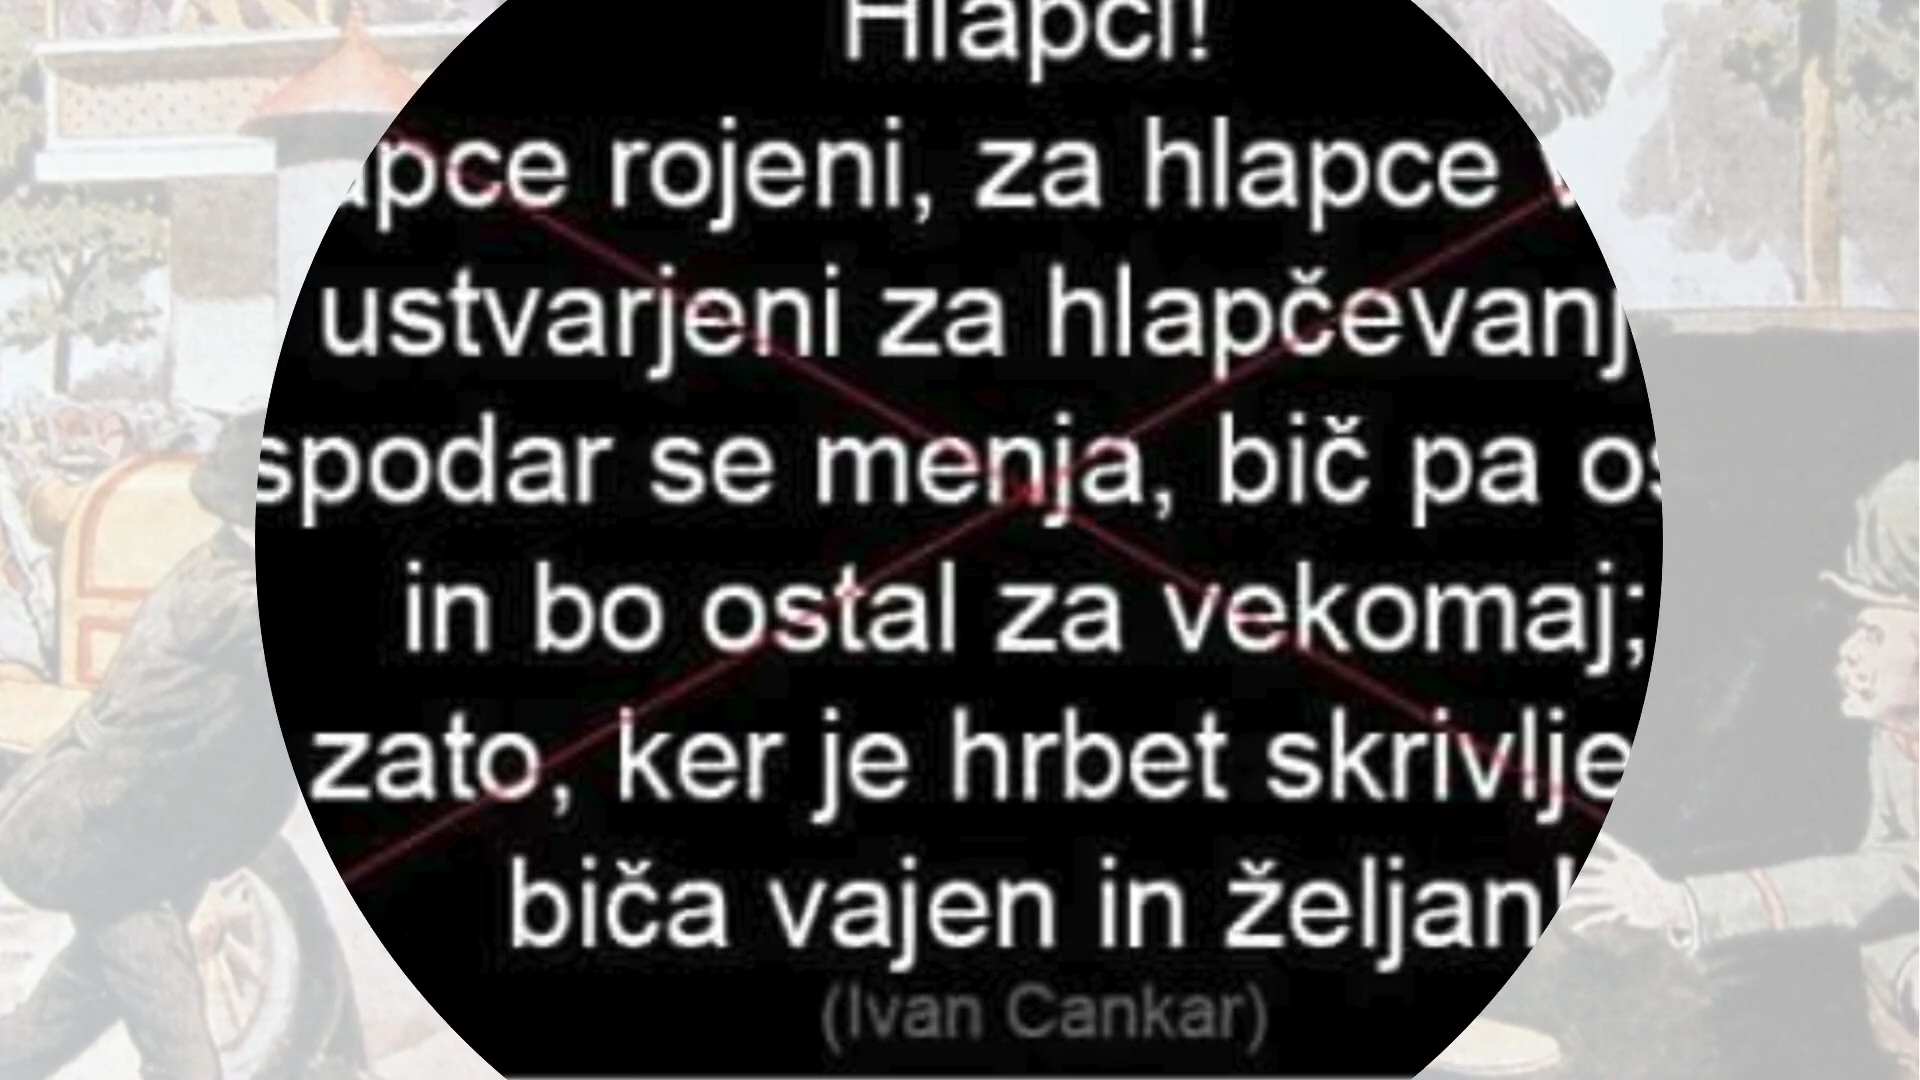 Hlapci!
rojeni, za hlapce
ustvarjeni za hlapčevanj
spodar se menja, bič pa
in bo ostal za vekomaj;
zato, ker je hrbet skrivlje
biča vajen in željan!
(Ivan Cankar)